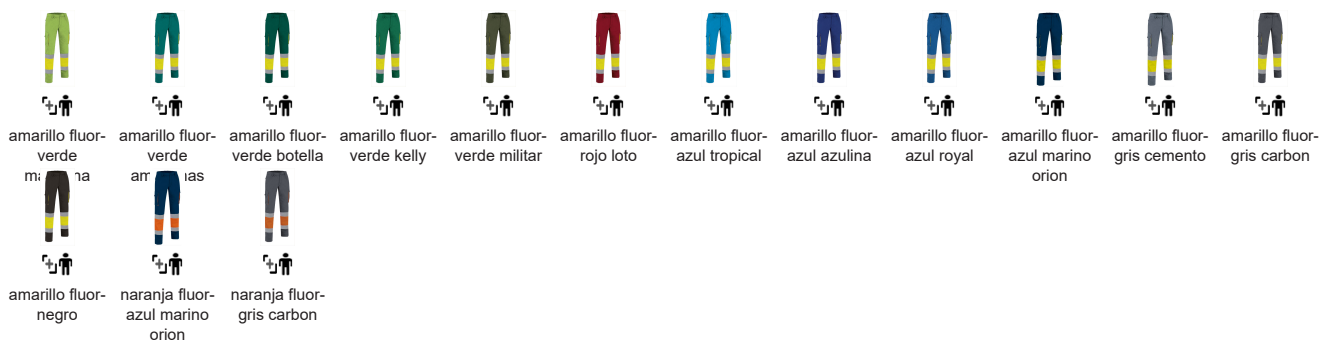 amarillo fluor-
verde
amarillo fluor-
verde
amarillo fluor-
verde botella
amarillo fluor-
verde kelly
amarillo fluor-
verde militar
amarillo fluor-
rojo loto
amarillo fluor-
azul tropical
amarillo fluor-
azul azulina
amarillo fluor-
azul royal
amarillo fluor-
azul marino
orion
amarillo fluor-
gris cemento
amarillo fluor-
gris carbon
amarillo fluor-
negro
naranja fluor-
azul marino
orion
naranja fluor-
gris carbon